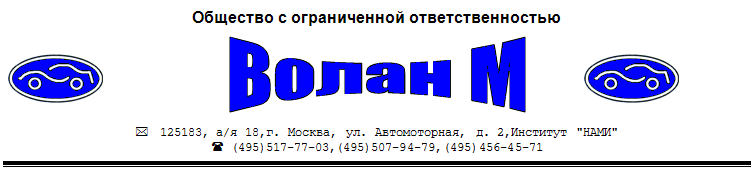 Общество с ограниченной ответственностью
Волан М
125183, а/я 18,г. Москва, ул. Автомоторная, д. 2,Институт "НАМИ"
(495)517-77-03,(495)507-94-79,(495)456-45-71